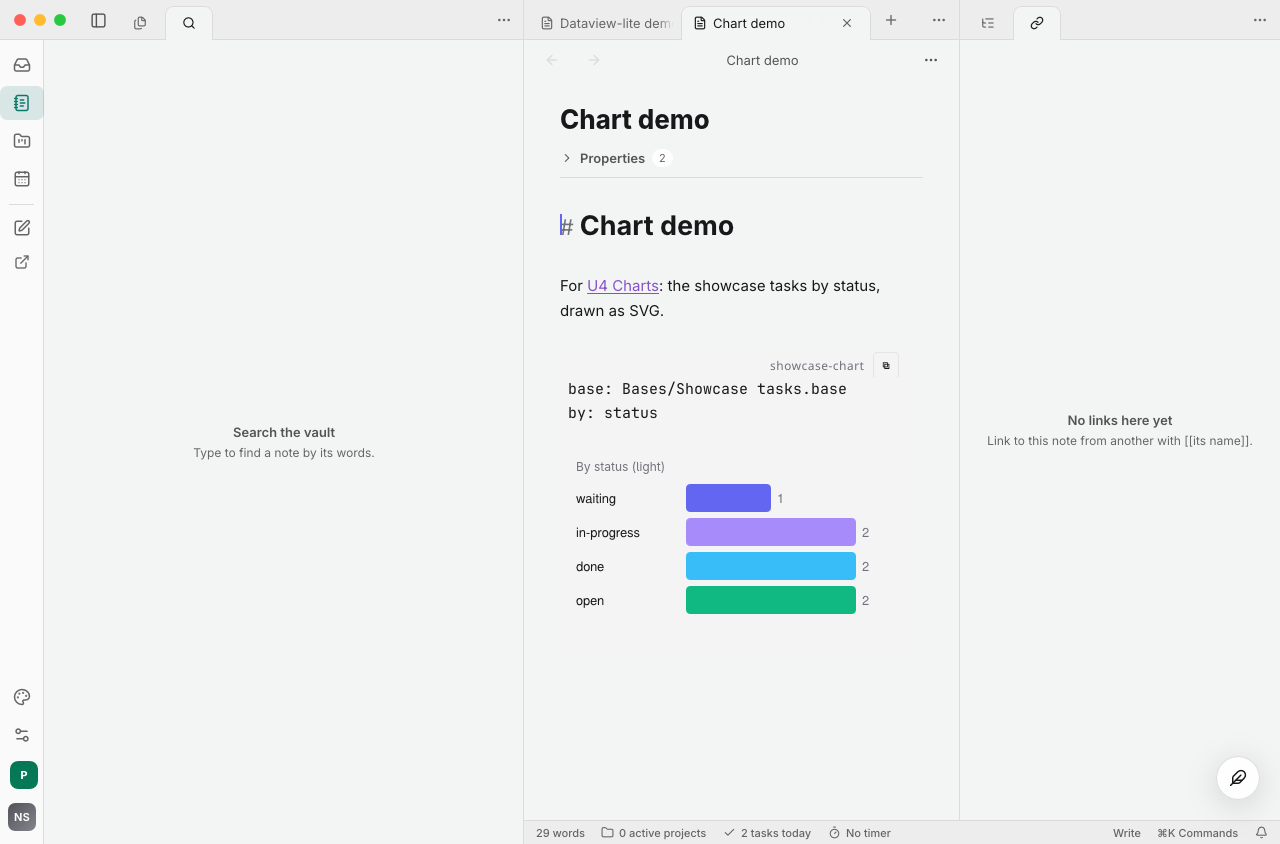 Dataview-lite dem
Chart demo
Chart demo
Chart demo
Properties 2
# Chart demo
For U4 Charts: the showcase tasks by status,
drawn as SVG.
showcase-chart
base: Bases/Showcase tasks.base
by: status
By status (light)
waiting 1
in-progress 2
done 2
open 2
Search the vault
Type to find a note by its words.
No links here yet
Link to this note from another with [[its name]].
P
NS
29 words
0 active projects
2 tasks today
No timer
Write
⌘K Commands